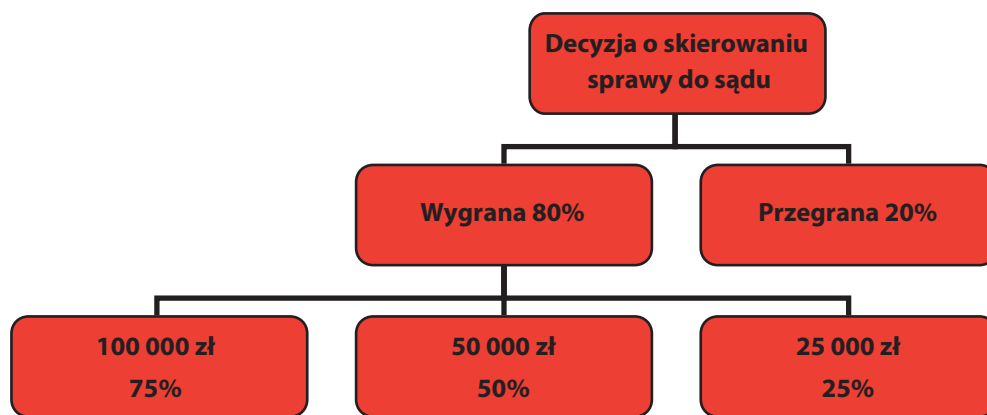 Decyzja o skierowaniu
sprawy do sądu
Wygrana 80%
Przegrana 20%
100 000 zł
75%
50 000 zł
50%
25 000 zł
25%